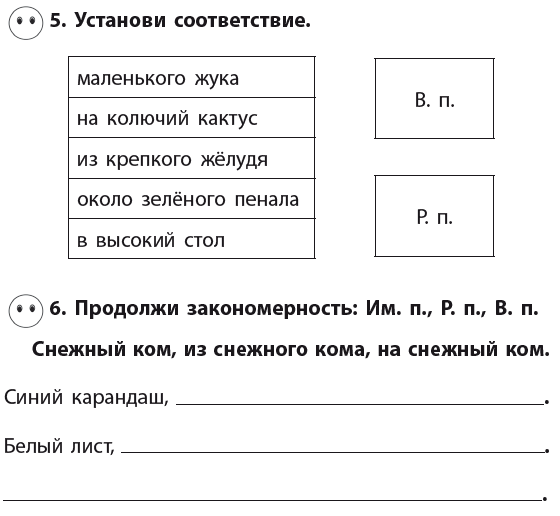 5. Установи соответствие.
маленького жука
на колючий кактус
из крепкого жёлудя
около зелёного пенала
в высокий стол
В. п.
Р. п.
6. Продолжи закономерность: Им. п., Р. п., В. п.
Снежный ком, из снежного кома, на снежный ком.
Синий карандаш, .
Белый лист, .
.